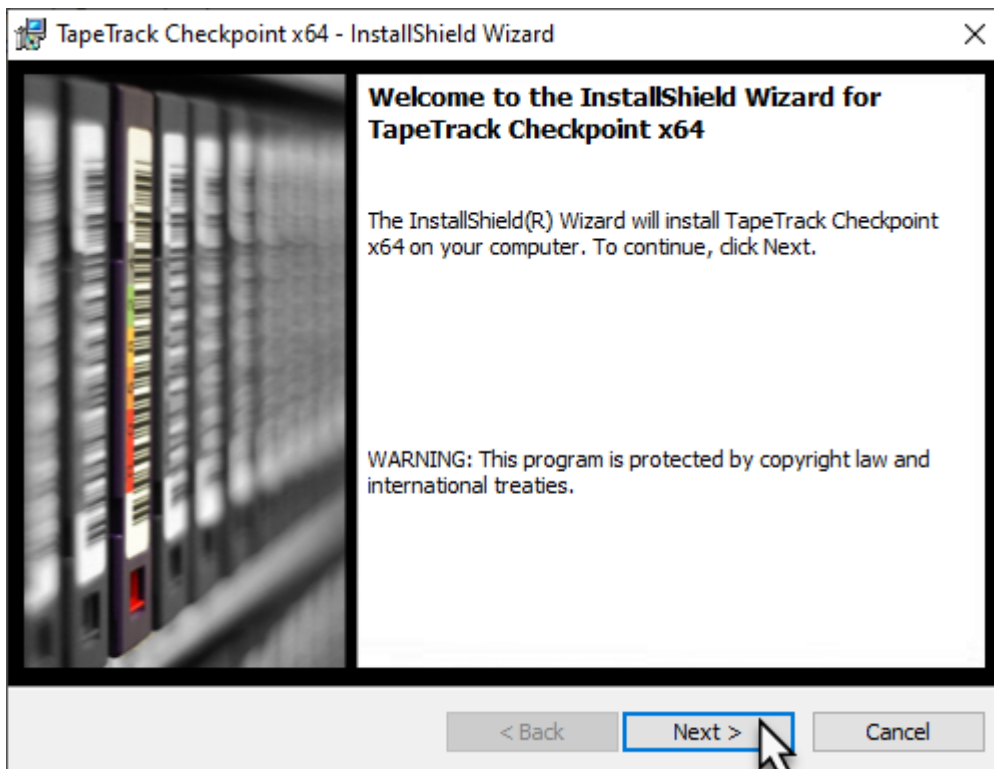 TapeTrack Checkpoint x64 - InstallShield Wizard
Welcome to the InstallShield Wizard for
TapeTrack Checkpoint x64
The InstallShield(R) Wizard will install TapeTrack Checkpoint
x64 on your computer. To continue, click Next.
WARNING: This program is protected by copyright law and
international treaties.
< Back
Next >
Cancel